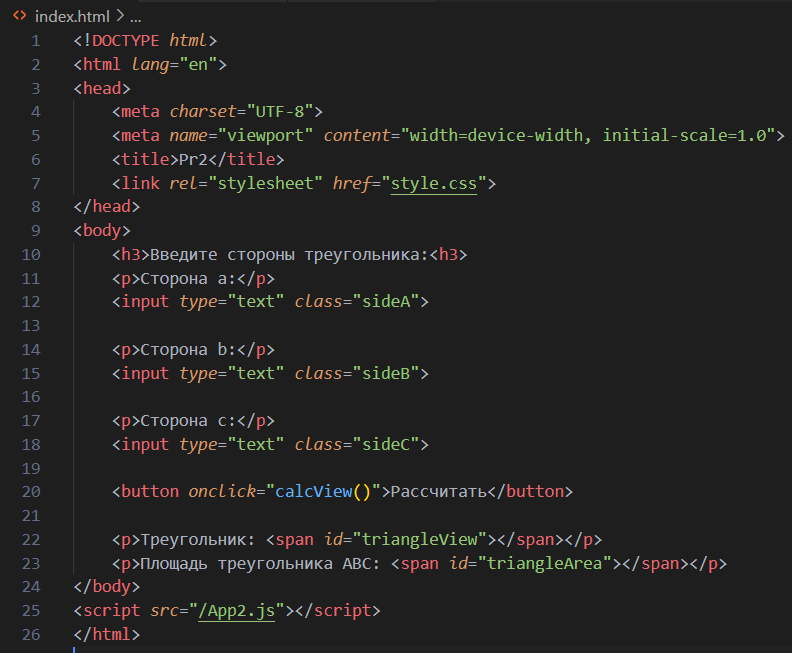 <> index.html > ...
1 <!DOCTYPE html>
2 <html lang="en">
3 <head>
4     <meta charset="UTF-8">
5     <meta name="viewport" content="width=device-width, initial-scale=1.0">
6     <title>Pr2</title>
7     <link rel="stylesheet" href="style.css">
8 </head>
9 <body>
10     <h3>Введите стороны треугольника:<h3>
11     <p>Сторона a:</p>
12     <input type="text" class="sideA">
13
14     <p>Сторона b:</p>
15     <input type="text" class="sideB">
16
17     <p>Сторона c:</p>
18     <input type="text" class="sideC">
19
20     <button onclick="calcView()">Рассчитать</button>
21
22     <p>Треугольник: <span id="triangleView"></span></p>
23     <p>Площадь треугольника ABC: <span id="triangleArea"></span></p>
24 </body>
25 <script src="/App2.js"></script>
26 </html>